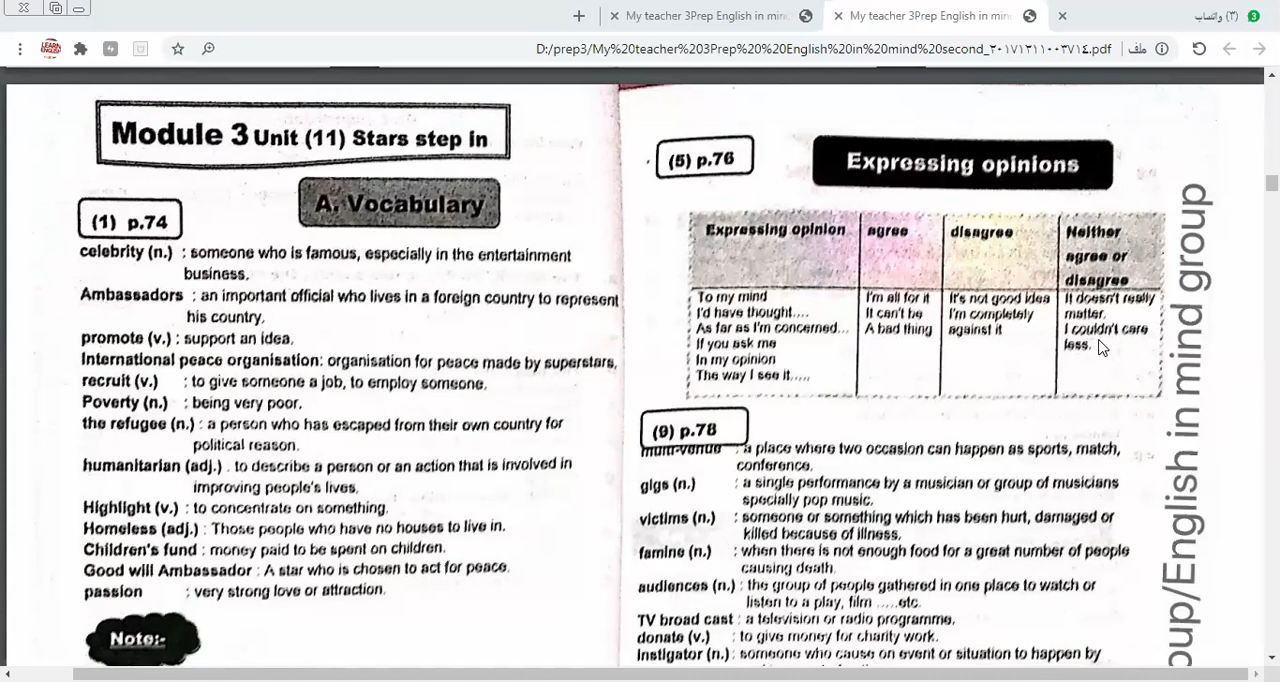 My teacher 3Prep English in min
My teacher 3Prep English in min
(٣) واتساب
3
D:/prep3/My%20teacher%203Prep%20%20English%20in%20mind%20second_٢٠١٧١٢١١٠٠٣٧١٤.pdf
ملف
Module 3 Unit (11) Stars step in
A. Vocabulary
(1) p.74
celebrity (n.) : someone who is famous, especially in the entertainment
business.
Ambassadors : an important official who lives in a foreign country to represent
his country.
promote (v.) : support an idea.
International peace organisation: organisation for peace made by superstars.
recruit (v.) : to give someone a job, to employ someone.
Poverty (n.) : being very poor.
the refugee (n.) : a person who has escaped from their own country for
political reason.
humanitarian (adj.) . to describe a person or an action that is involved in
improving people's lives.
Highlight (v.) : to concentrate on something.
Homeless (adj.) : Those people who have no houses to live in.
Children's fund : money paid to be spent on children.
Good will Ambassador : A star who is chosen to act for peace.
passion : very strong love or attraction.
Note:-
(5) p.76
Expressing opinions
Expressing opinion
agree
disagree
Neither
agree or
disagree
To my mind
I'd have thought....
As far as I'm concerned...
If you ask me
In my opinion
The way I see it.....
I'm all for it
It can't be
A bad thing
It's not good idea
I'm completely
against it
It doesn't really
matter.
I couldn't care
less.
(9) p.78
multi-venue : a place where two occasion can happen as sports, match,
conference.
gigs (n.) : a single performance by a musician or group of musicians
specially pop music.
victims (n.) : someone or something which has been hurt, damaged or
killed because of illness.
famine (n.) : when there is not enough food for a great number of people
causing death.
audiences (n.) : the group of people gathered in one place to watch or
listen to a play, film .....etc.
TV broad cast : a television or radio programme.
donate (v.) : to give money for charity work.
Instigator (n.) : someone who cause on event or situation to happen by
oup/English in mind group